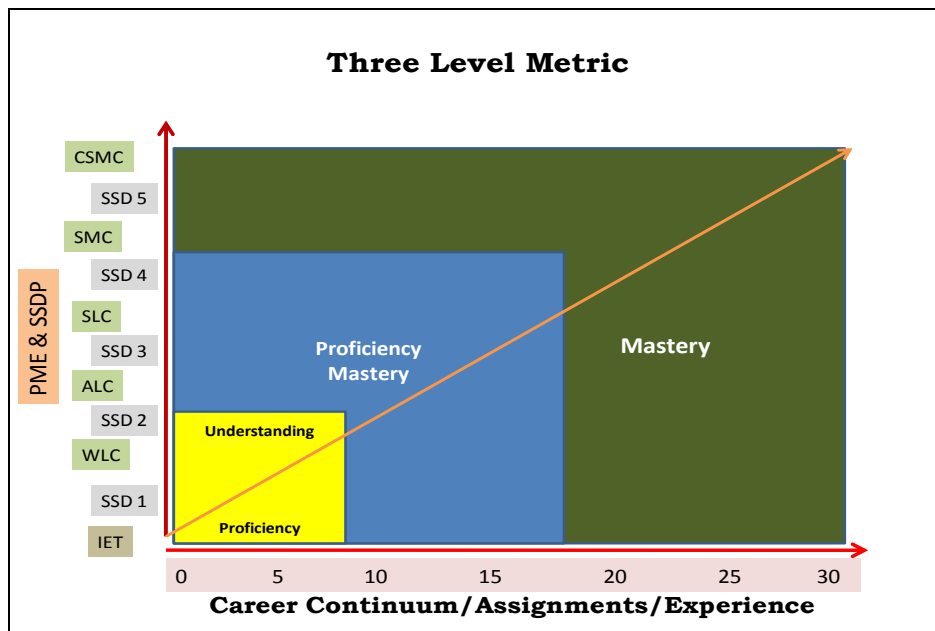 Three Level Metric
CSMC
SSD 5
SMC
SSD 4
SLC
SSD 3
ALC
SSD 2
WLC
SSD 1
IET
PME & SSDP
Mastery
Proficiency
Mastery
Understanding
Proficiency
0 5 10 15 20 25 30
Career Continuum/Assignments/Experience